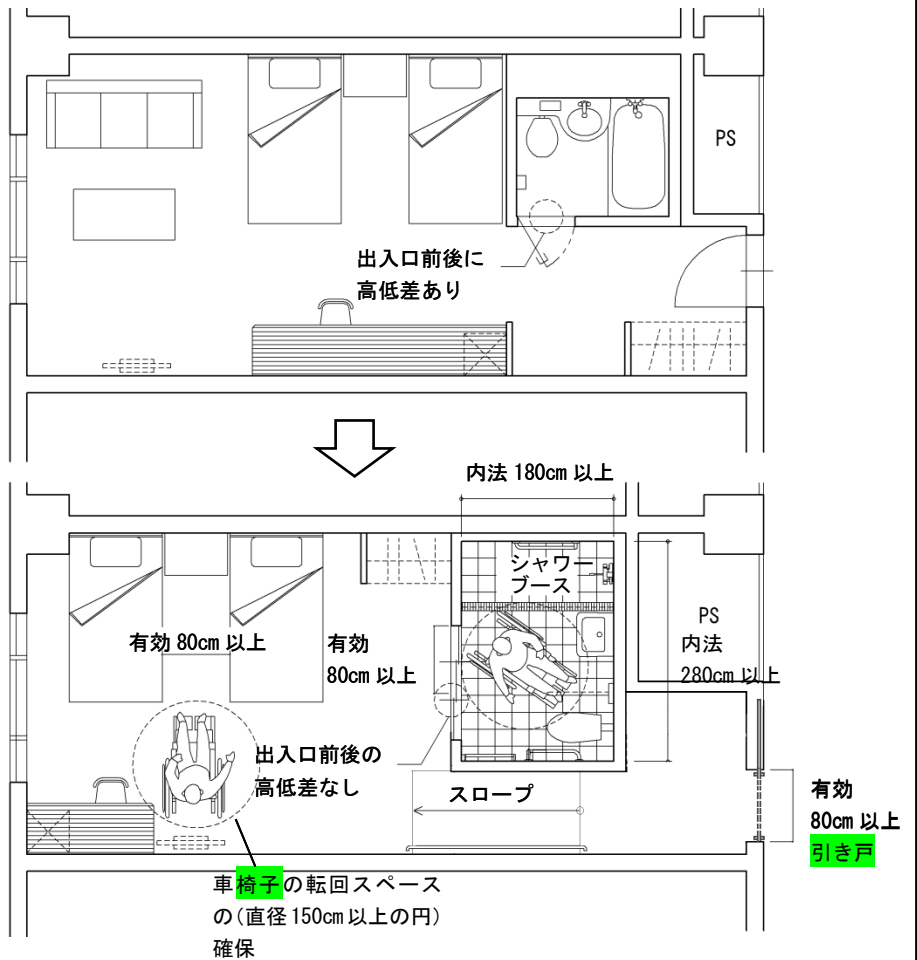 PS
出入口前後に
高低差あり
内法 180cm 以上
シャワー
ブース
有効 80cm 以上
有効
80cm 以上
PS
内法
280cm 以上
出入口前後の
高低差なし
スロープ
有効
80cm 以上
引き戸
車椅子の転回スペース
の(直径 150cm 以上の円)
確保